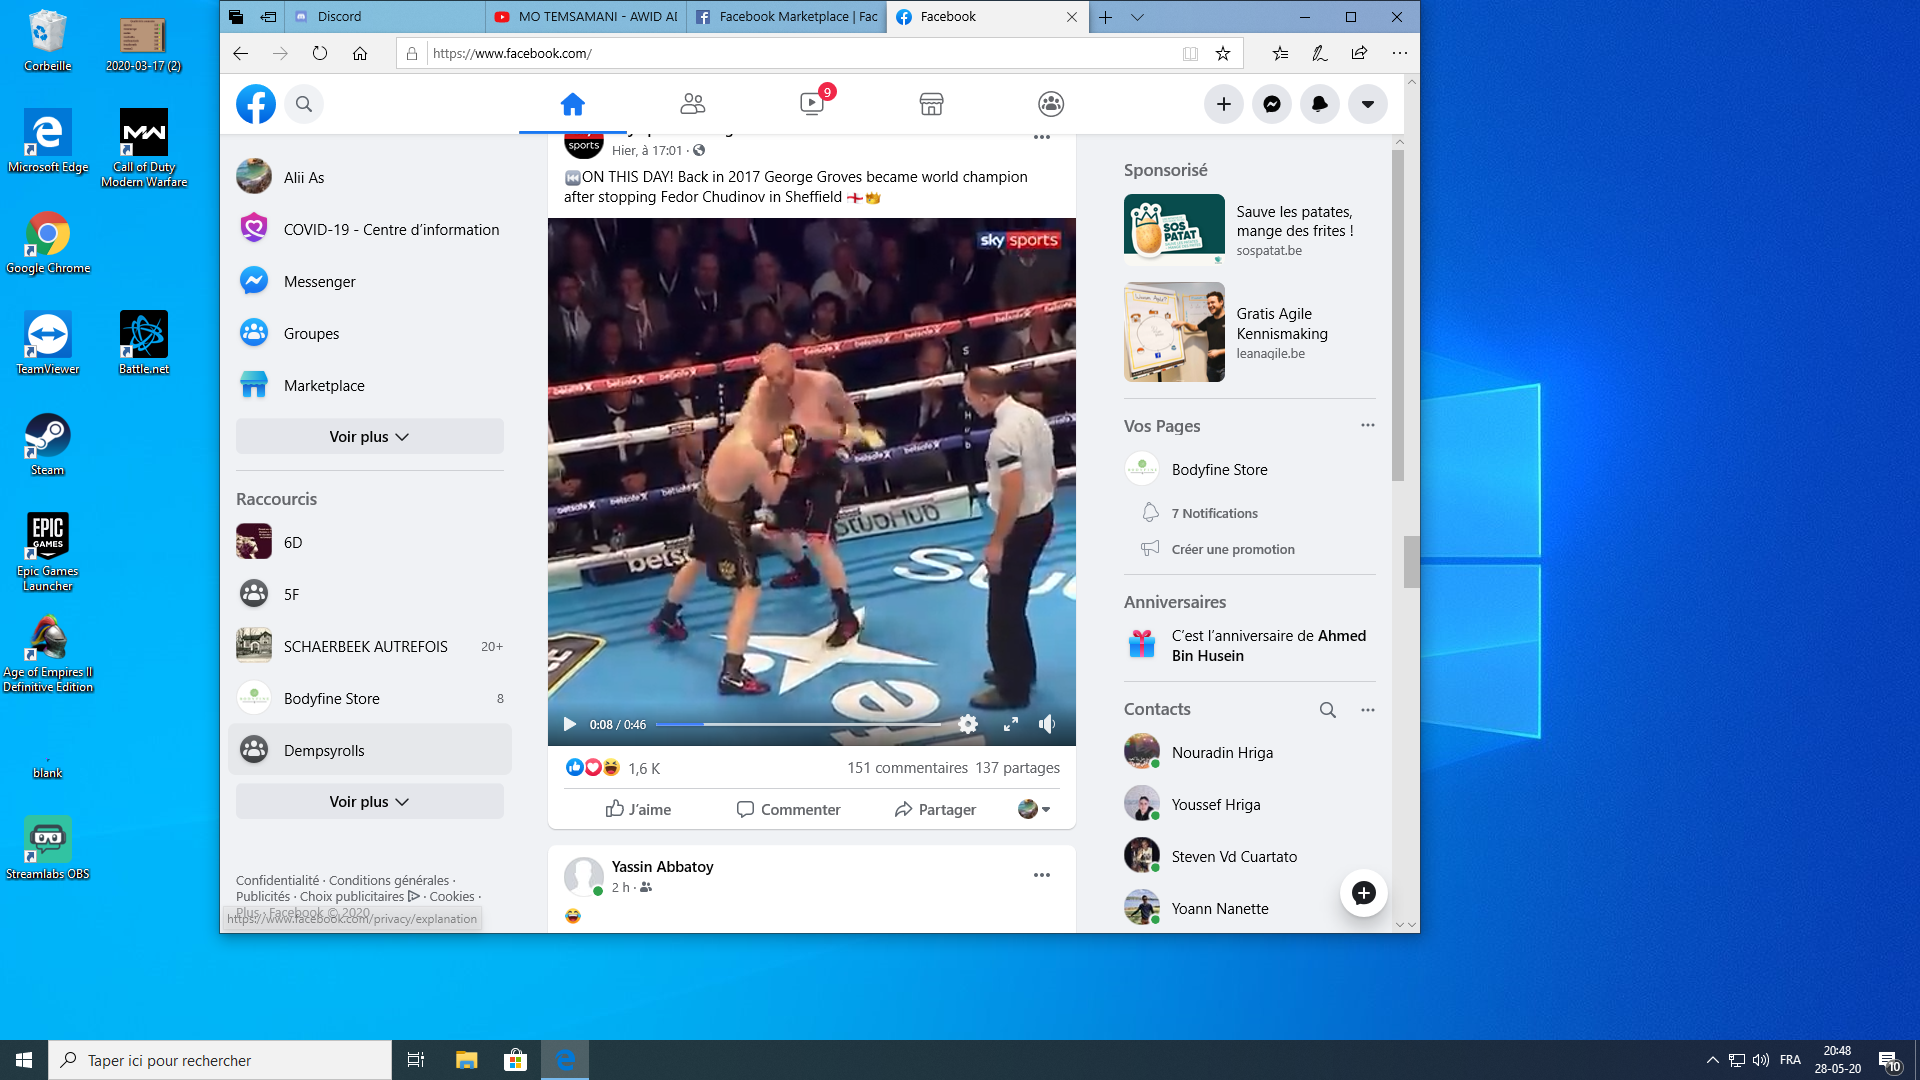 Corbeille
2020-03-17 (2)
Microsoft Edge
Call of Duty
Modern Warfare
Google Chrome
TeamViewer
Battle.net
Steam
EPIC
GAMES
Epic Games
Launcher
Age of Empires II
Definitive Edition
blank
Streamlabs OBS
Discord
MO TEMSAMANI - AWID AI
Facebook Marketplace | Fac
Facebook
https://www.facebook.com/
9
Alii As
COVID-19 - Centre d’information
Messenger
Groupes
Marketplace
Voir plus
Raccourcis
6D
5F
SCHAERBEEK AUTREFOIS 20+
Bodyfine Store 8
Dempsyrolls
Voir plus
Confidentialité · Conditions générales ·
Publicités · Choix publicitaires · Cookies ·
Plus · Facebook © 2020
https://www.facebook.com/privacy/explanation
sports
Hier, à 17:01 ·
⏮️ON THIS DAY! Back in 2017 George Groves became world champion
after stopping Fedor Chudinov in Sheffield 🏴󠁧󠁢󠁥󠁮󠁧󠁿👑
sky sports
betsafe
STUDHUB
0:08 / 0:46
1,6 K
151 commentaires 137 partages
J’aime
Commenter
Partager
Yassin Abbatoy
2 h ·
😂
Sponsorisé
SOS
PATAT
Sauve les patates,
mange des frites !
sospatat.be
Gratis Agile
Kennismaking
leanagile.be
Vos Pages
Bodyfine Store
7 Notifications
Créer une promotion
Anniversaires
C’est l’anniversaire de Ahmed
Bin Husein
Contacts
Nouradin Hriga
Youssef Hriga
Steven Vd Cuartato
Yoann Nanette
Taper ici pour rechercher
FRA
20:48
28-05-20
10